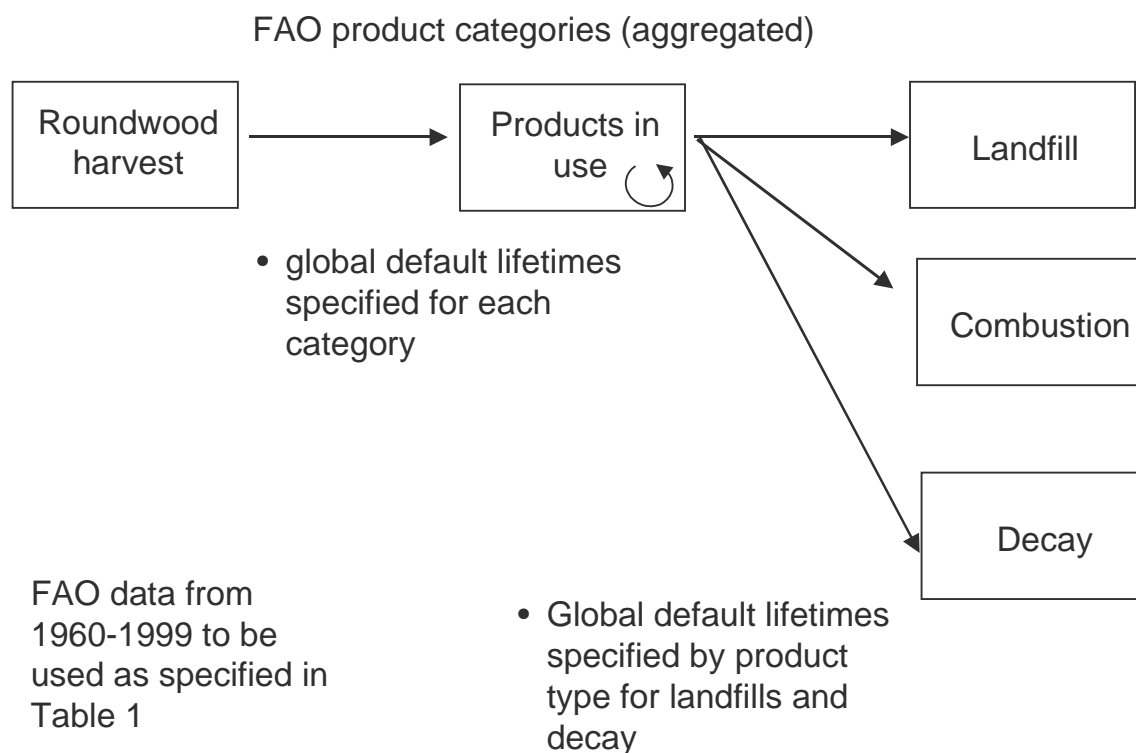 FAO product categories (aggregated)
Roundwood
harvest
Products in
use
Landfill
• global default lifetimes
specified for each
category
Combustion
Decay
FAO data from
1960-1999 to be
used as specified in
Table 1
• Global default lifetimes
specified by product
type for landfills and
decay